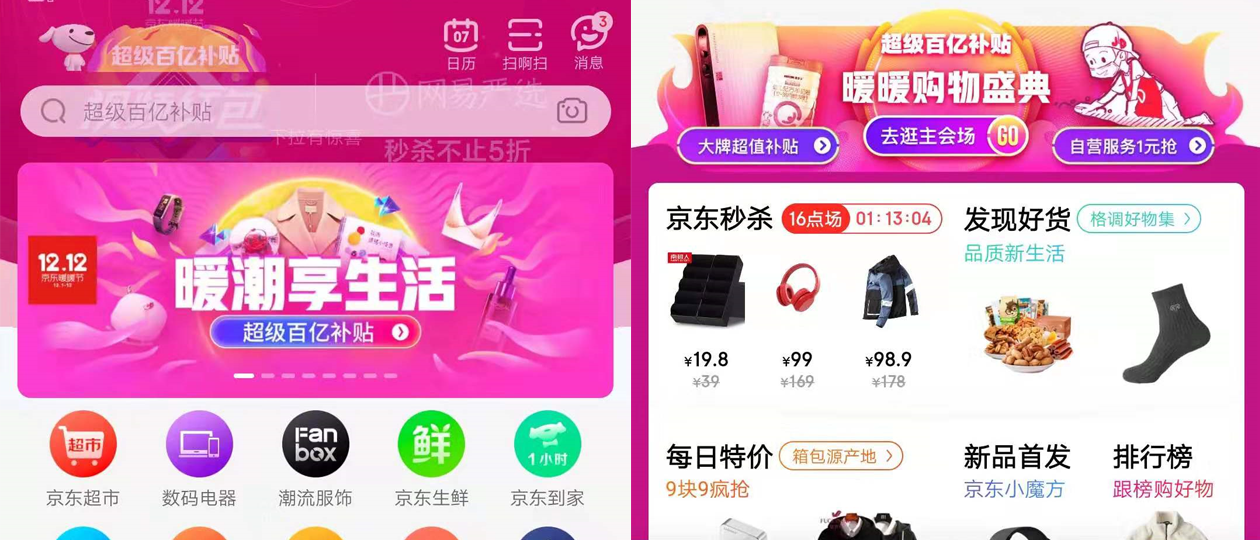 12.12
超级百亿补贴
07
3
日历
扫啊扫
消息
超级百亿补贴
网易严选
下拉有惊喜
秒杀不止5折
12.12
京东暖暖节
暖潮享生活
超级百亿补贴
超市
Fan
box
鲜
1小时
京东超市
数码电器
潮流服饰
京东生鲜
京东到家
超级百亿补贴
暖暖购物盛典
大牌超值补贴
去逛主会场
GO
自营服务1元抢
京东秒杀
16点场
01:13:04
发现好货
格调好物集
品质新生活
南极人
¥19.8
¥99
¥98.9
¥39
¥169
¥178
每日特价
箱包源产地
新品首发
排行榜
9块9疯抢
京东小魔方
跟榜购好物